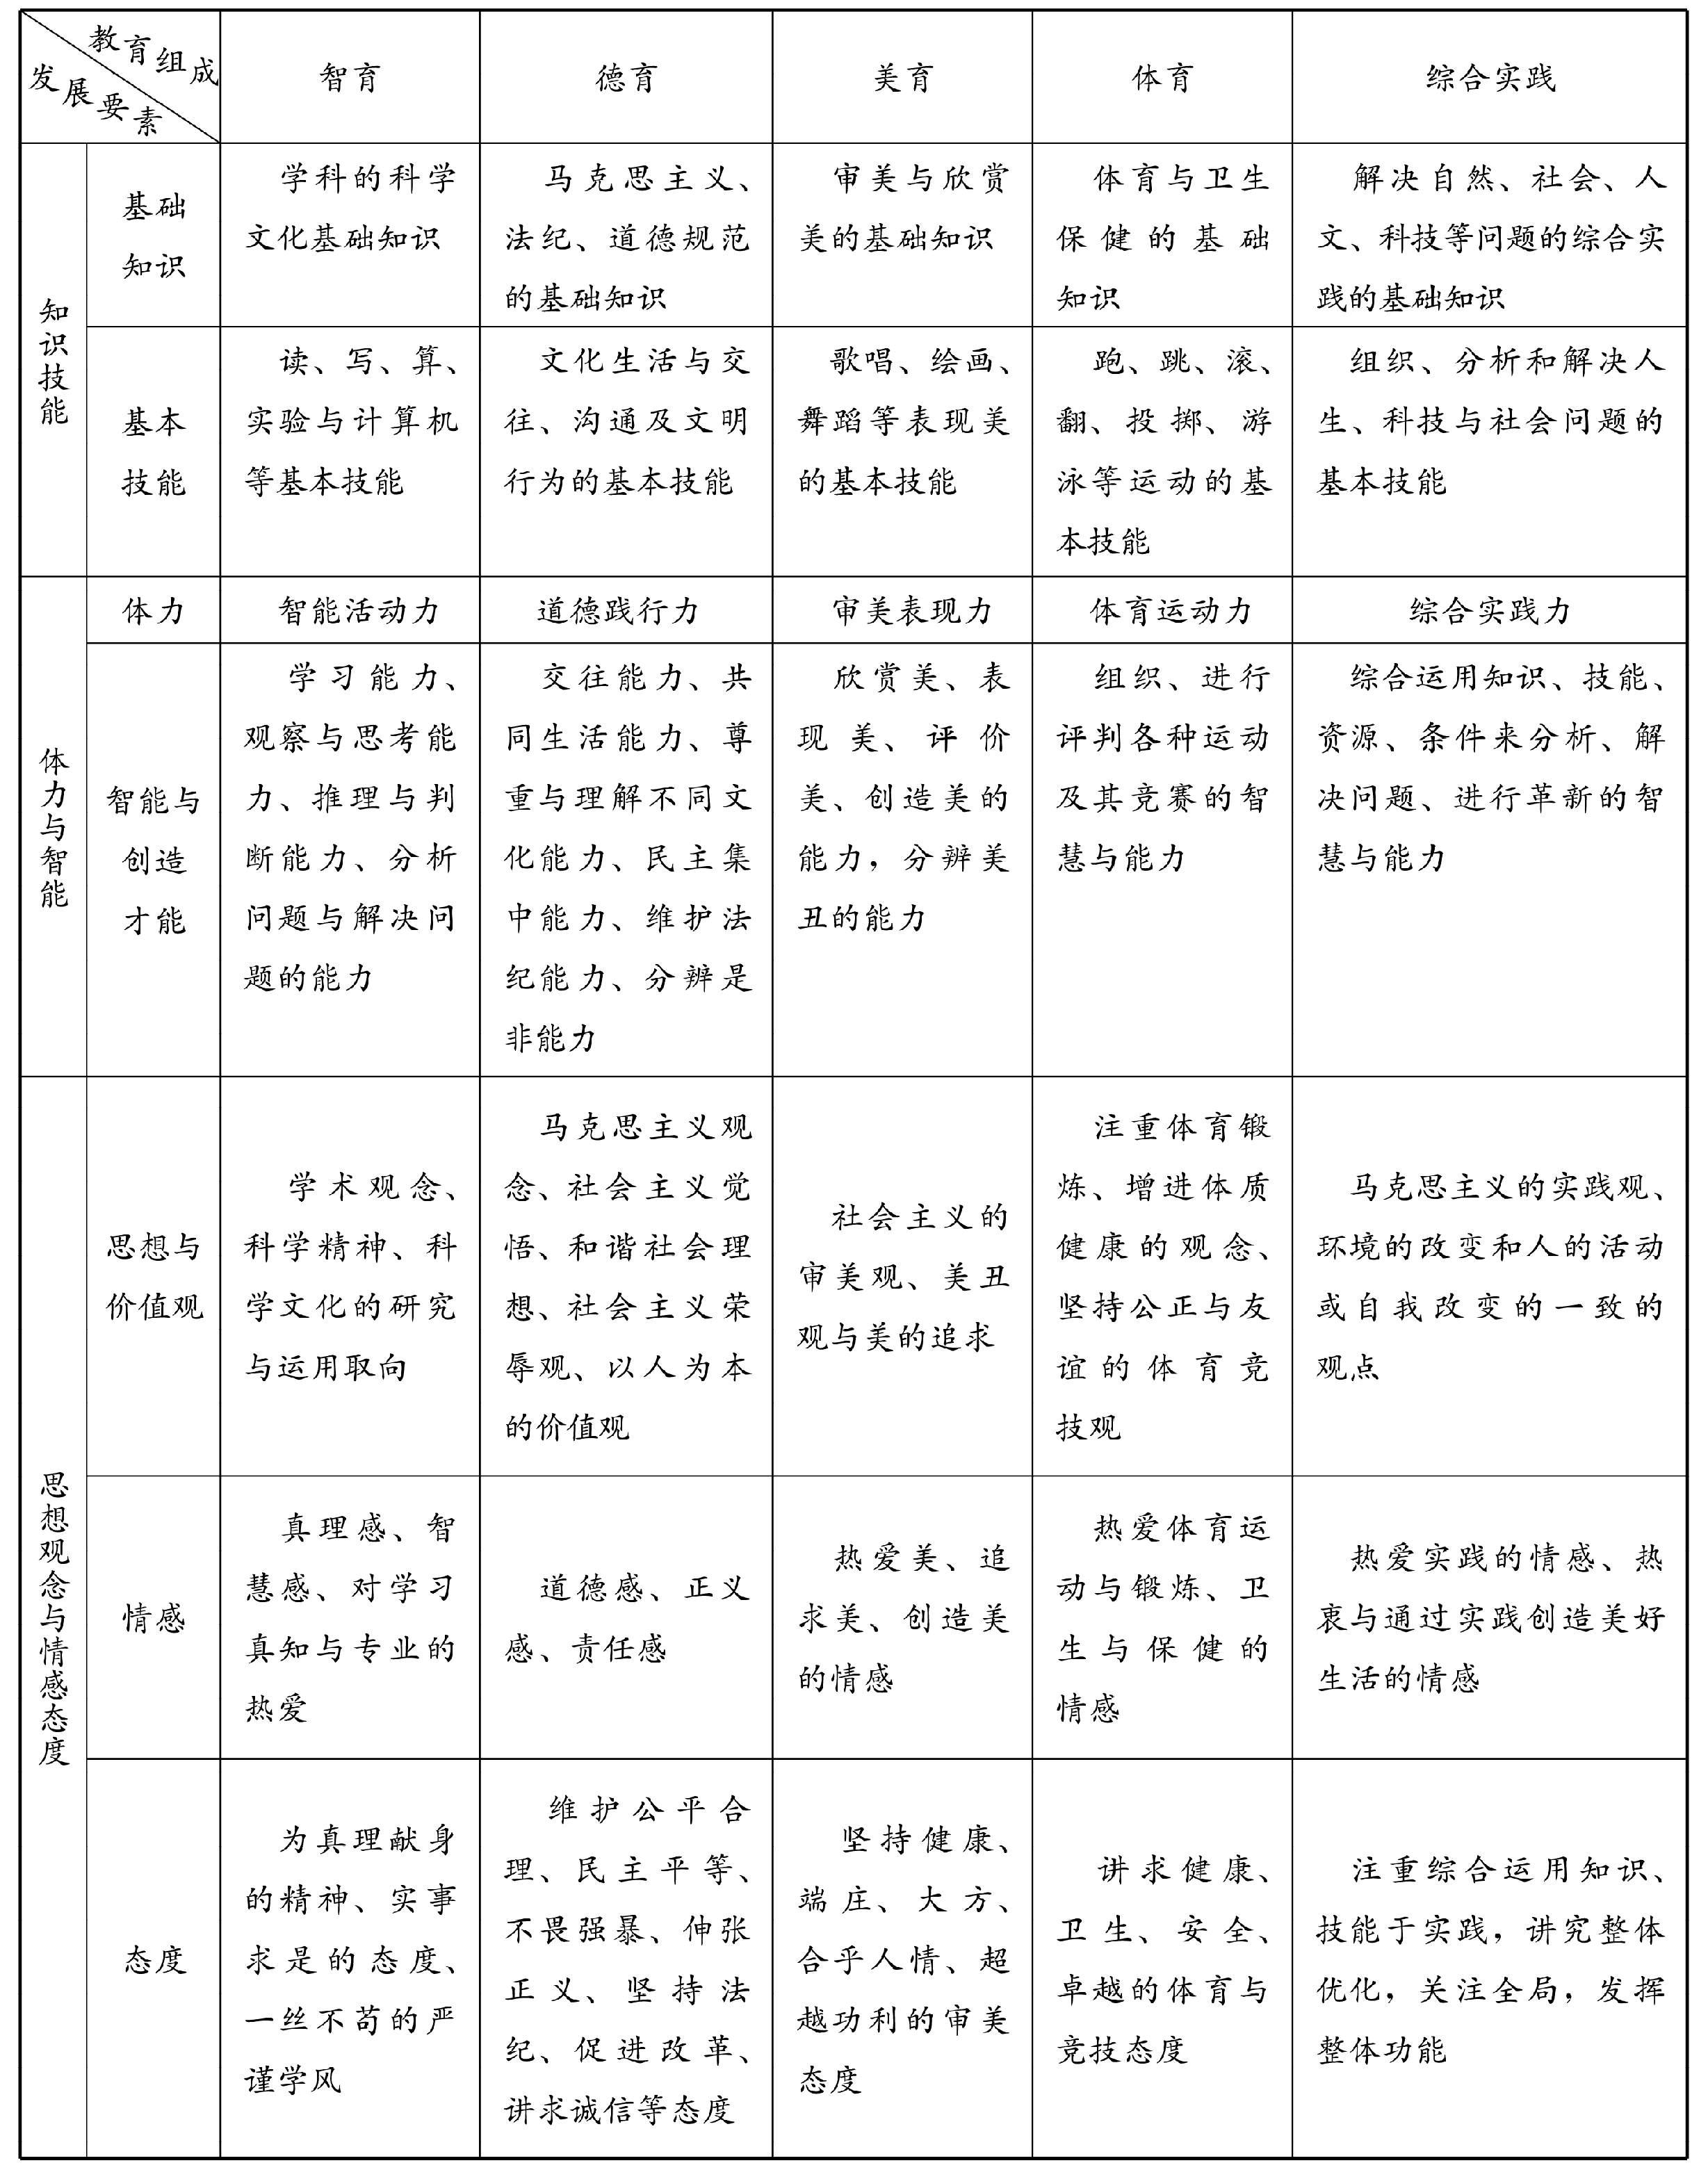 教育组成
发展要素
智育
德育
美育
体育
综合实践
知识技能
基础
知识
学科的科学
文化基础知识
马克思主义、
法纪、道德规范
的基础知识
审美与欣赏
美的基础知识
体育与卫生
保健的基础
知识
解决自然、社会、人
文、科技等问题的综合实
践的基础知识
基本
技能
读、写、算、
实验与计算机
等基本技能
文化生活与交
往、沟通及文明
行为的基本技能
歌唱、绘画、
舞蹈等表现美
的基本技能
跑、跳、滚、
翻、投掷、游
泳等运动的基
本技能
组织、分析和解决人
生、科技与社会问题的
基本技能
体力与智能
体力
智能活动力
道德践行力
审美表现力
体育运动力
综合实践力
智能与
创造
才能
学习能力、
观察与思考能
力、推理与判
断能力、分析
问题与解决问
题的能力
交往能力、共
同生活能力、尊
重与理解不同文
化能力、民主集
中能力、维护法
纪能力、分辨是
非能力
欣赏美、表
现美、评价
美、创造美的
能力，分辨美
丑的能力
组织、进行
评判各种运动
及其竞赛的智
慧与能力
综合运用知识、技能、
资源、条件来分析、解
决问题、进行革新的智
慧与能力
思想观念与情感态度
思想与
价值观
学术观念、
科学精神、科
学文化的研究
与运用取向
马克思主义观
念、社会主义觉
悟、和谐社会理
想、社会主义荣
辱观、以人为本
的价值观
社会主义的
审美观、美丑
观与美的追求
注重体育锻
炼、增进体质
健康的观念、
坚持公正与友
谊的体育竞
技观
马克思主义的实践观、
环境的改变和人的活动
或自我改变的一致的
观点
情感
真理感、智
慧感、对学习
真知与专业的
热爱
道德感、正义
感、责任感
热爱美、追
求美、创造美
的情感
热爱体育运
动与锻炼、卫
生与保健的
情感
热爱实践的情感、热
衷与通过实践创造美好
生活的情感
态度
为真理献身
的精神、实事
求是的态度、
一丝不苟的严
谨学风
维护公平合
理、民主平等、
不畏强暴、伸张
正义、坚持法
纪、促进改革、
讲求诚信等态度
坚持健康、
端庄、大方、
合乎人情、超
越功利的审美
态度
讲求健康、
卫生、安全、
卓越的体育与
竞技态度
注重综合运用知识、
技能于实践，讲究整体
优化，关注全局，发挥
整体功能